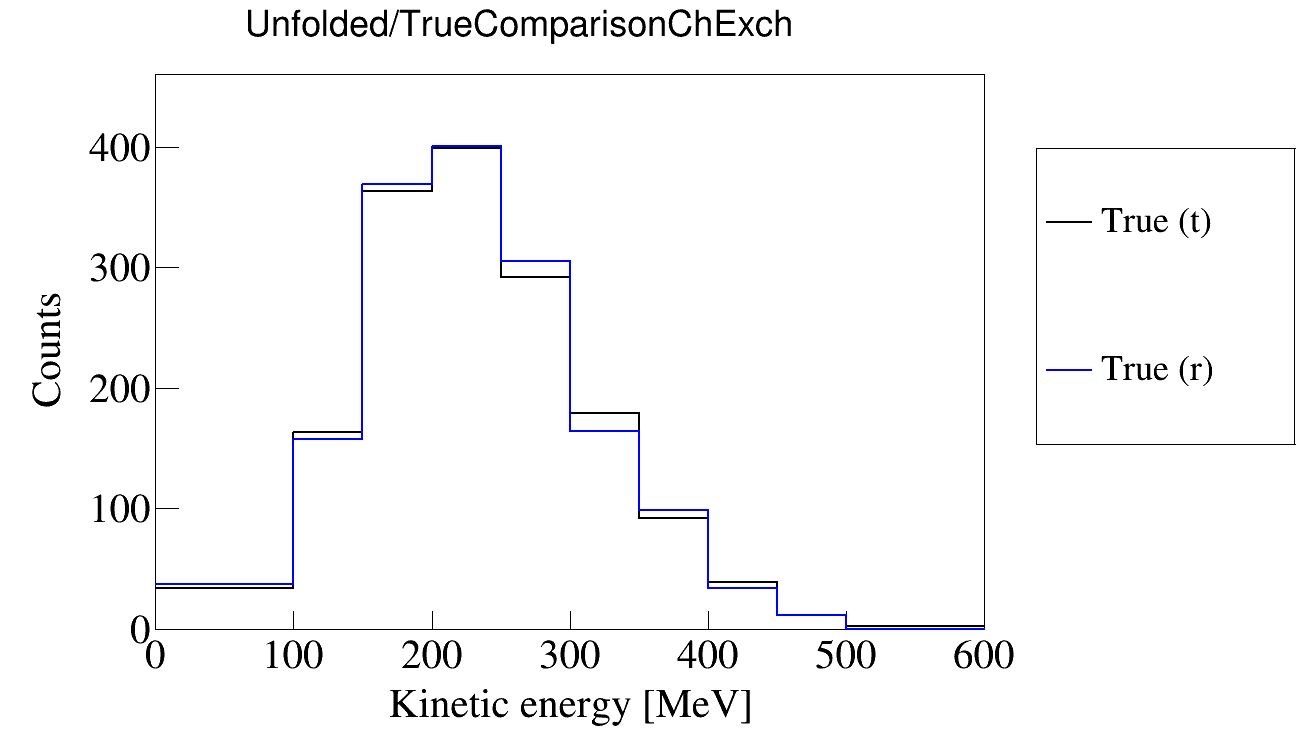 Unfolded/TrueComparisonChExch
400
300
200
100
0
Counts
0 100 200 300 400 500 600
Kinetic energy [MeV]
True (t)
True (r)